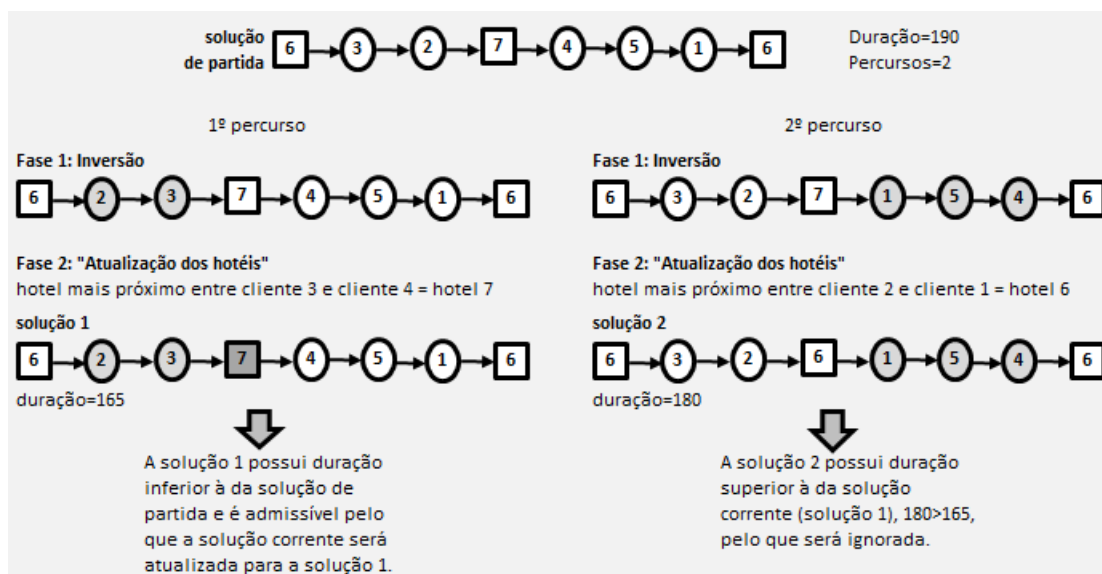 solução
de partida
6 3 2 7 4 5 1 6
Duração=190
Percursos=2
1º percurso
Fase 1: Inversão
6 2 3 7 4 5 1 6
Fase 2: "Atualização dos hotéis"
hotel mais próximo entre cliente 3 e cliente 4 = hotel 7
solução 1
6 2 3 7 4 5 1 6
duração=165
A solução 1 possui duração
inferior à da solução de
partida e é admissível pelo
que a solução corrente será
atualizada para a solução 1.
2º percurso
Fase 1: Inversão
6 3 2 7 1 5 4 6
Fase 2: "Atualização dos hotéis"
hotel mais próximo entre cliente 2 e cliente 1 = hotel 6
solução 2
6 3 2 6 1 5 4 6
duração=180
A solução 2 possui duração
superior à da solução
corrente (solução 1), 180>165,
pelo que será ignorada.